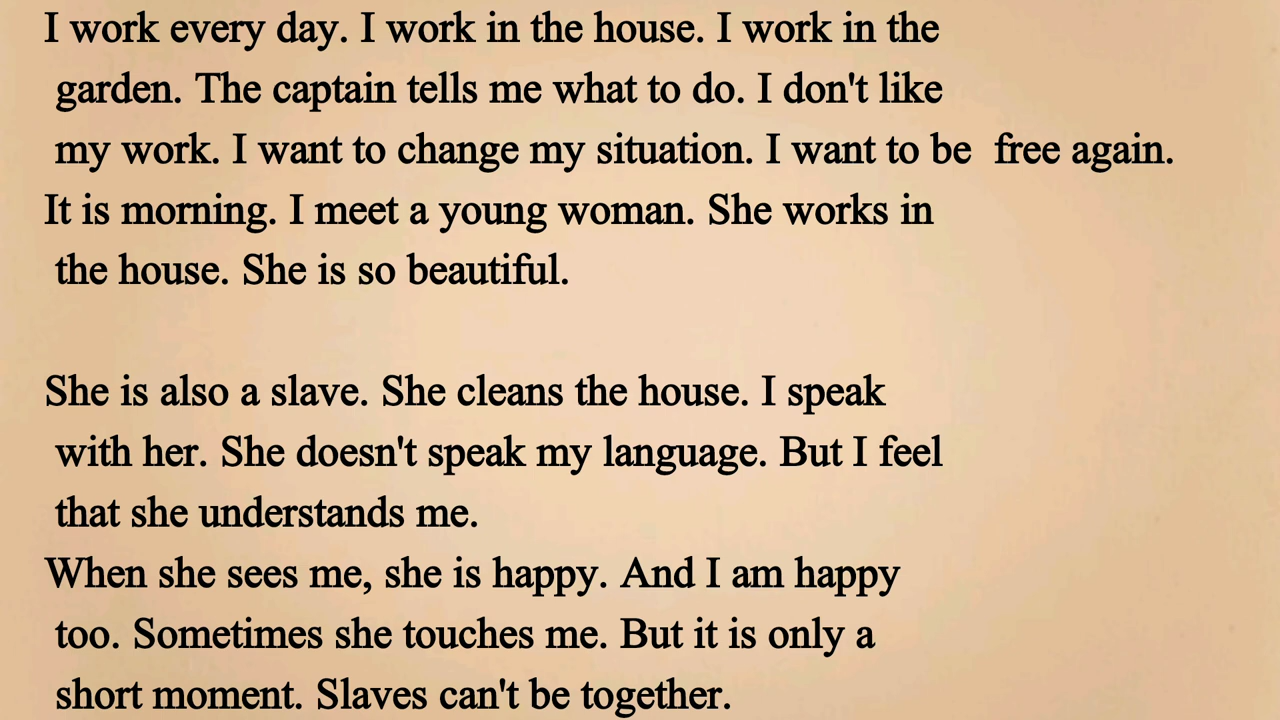 I work every day. I work in the house. I work in the
garden. The captain tells me what to do. I don't like
my work. I want to change my situation. I want to be  free again.
It is morning. I meet a young woman. She works in
the house. She is so beautiful.

She is also a slave. She cleans the house. I speak
with her. She doesn't speak my language. But I feel
that she understands me.
When she sees me, she is happy. And I am happy
too. Sometimes she touches me. But it is only a
short moment. Slaves can't be together.